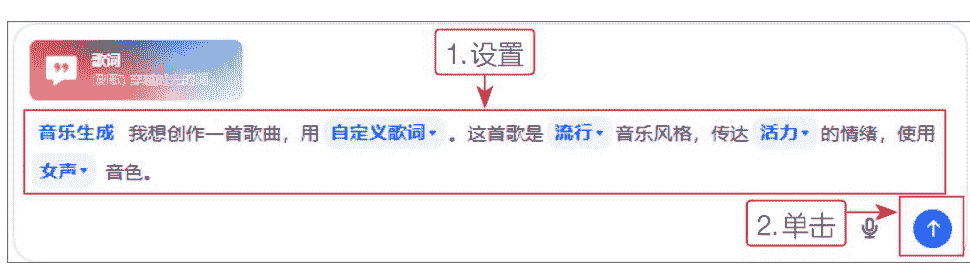 1.设置
歌词
音乐生成 我想创作一首歌曲，用 自定义歌词 。这首歌是 流行 音乐风格，传达 活力 的情绪，使用
女声 音色。
2.单击